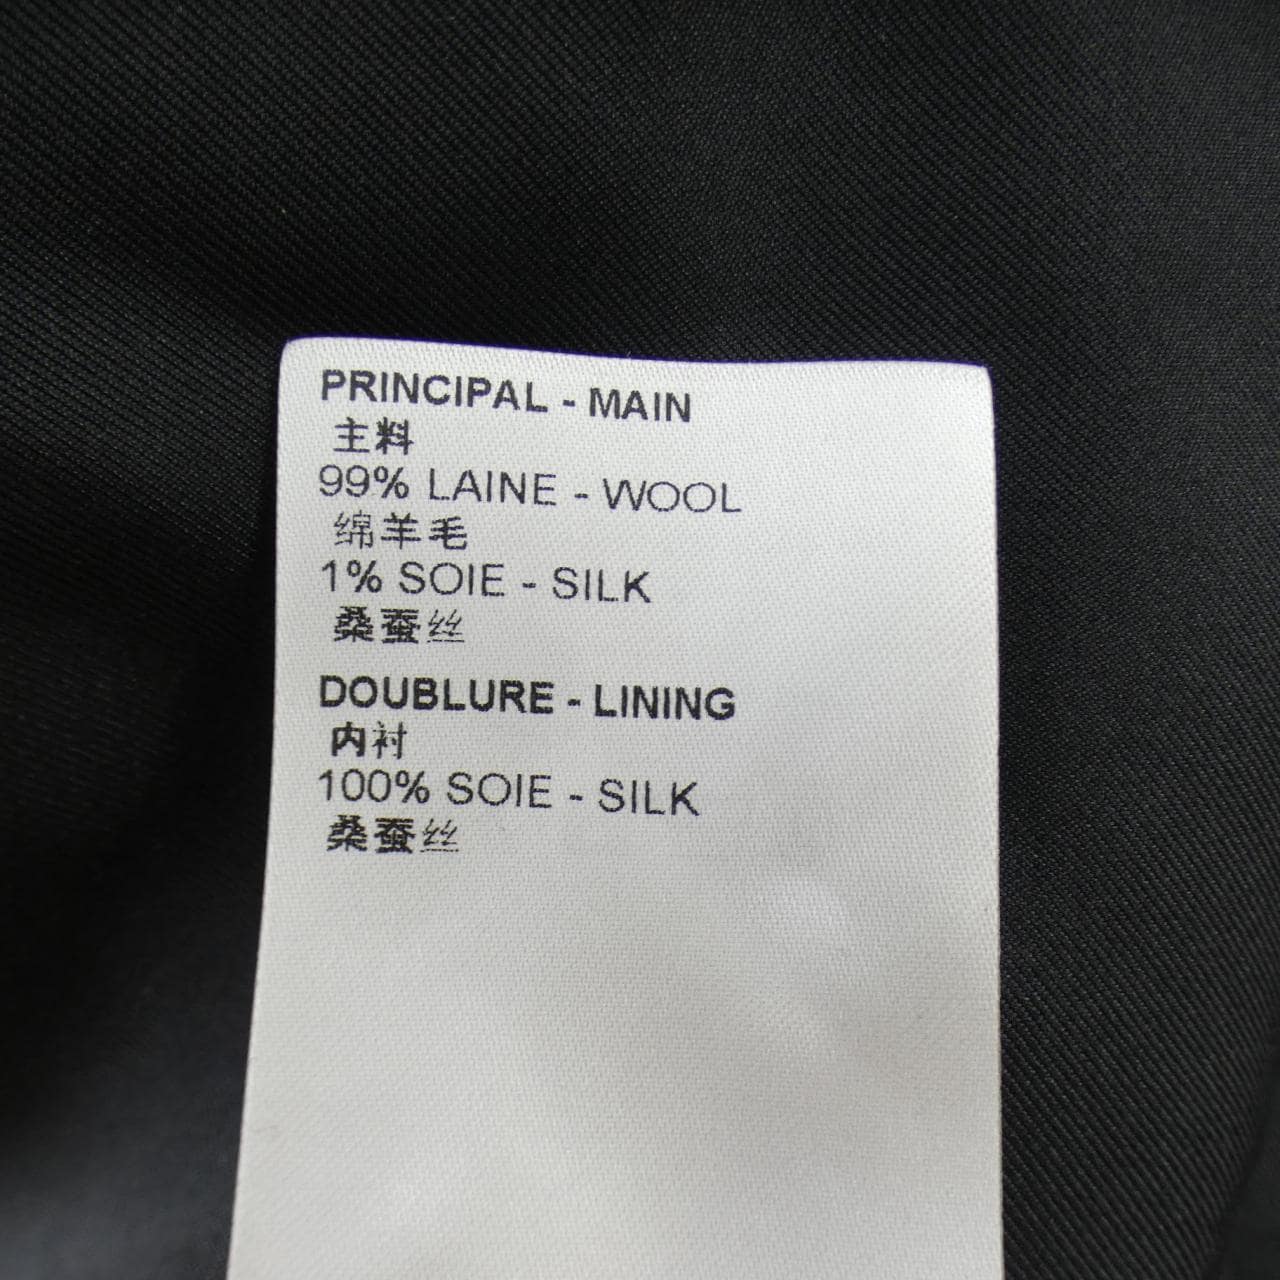 PRINCIPAL - MAIN
主料
99% LAINE - WOOL
绵羊毛
1% SOIE - SILK
桑蚕丝
DOUBLURE - LINING
内衬
100% SOIE - SILK
桑蚕丝